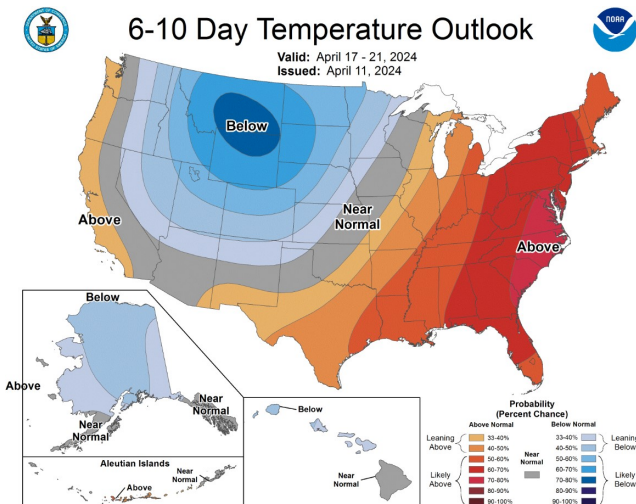 6-10 Day Temperature Outlook
Valid: April 17 - 21, 2024
Issued: April 11, 2024
NOAA
Below
Near
Normal
Above
Above
Below
Above
Near
Normal
Near
Normal
Aleutian Islands
Above
Near
Normal
Below
Near
Normal
Probability
(Percent Chance)
Above Normal
Below Normal
Leaning
Above
33-40%
40-50%
Likely
Above
50-60%
60-70%
70-80%
80-90%
90-100%
Near
Normal
33-40%
40-50%
Leaning
Below
50-60%
60-70%
70-80%
80-90%
90-100%
Likely
Below